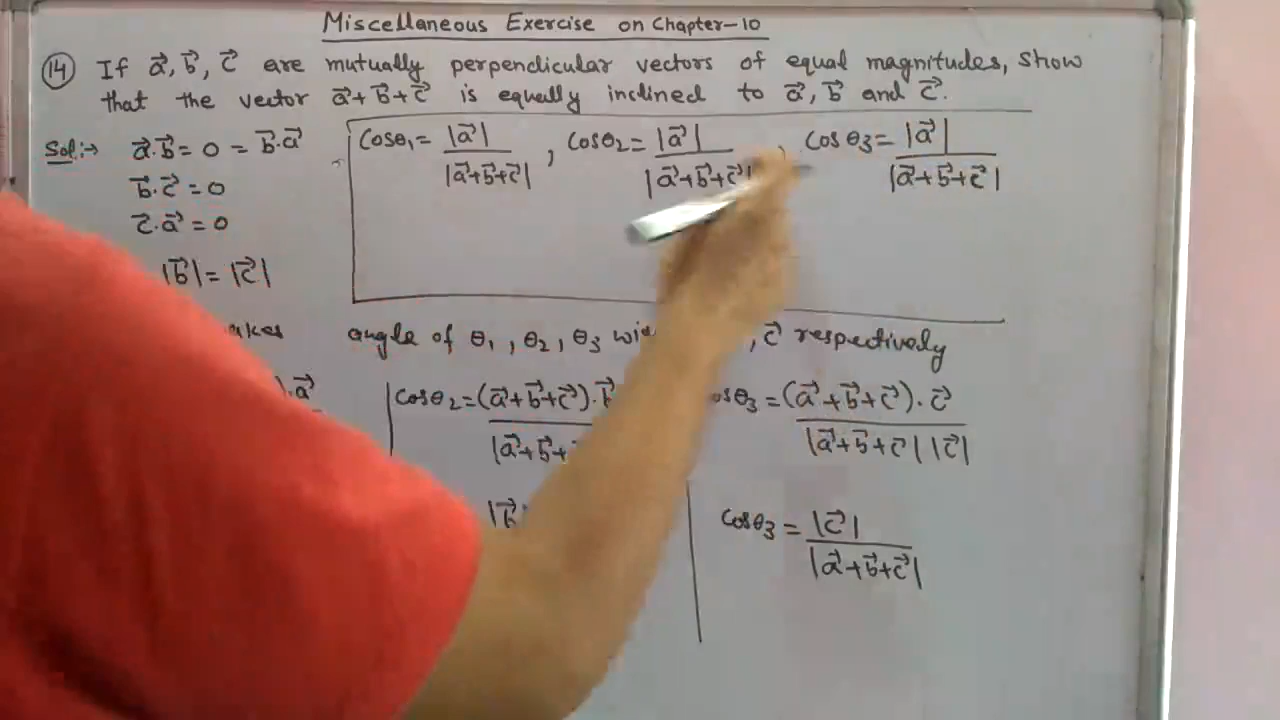 Miscellaneous Exercise on Chapter-10
(14) If a⃗, b⃗, c⃗ are mutually perpendicular vectors of equal magnitudes, show
that the vector a⃗+b⃗+c⃗ is equally inclined to a⃗, b⃗ and c⃗.
Sol:→ a⃗.b⃗ = 0 = b⃗.a⃗
b⃗.c⃗ = 0
c⃗.a⃗ = 0
|b⃗| = |c⃗|
cosθ1 = |a⃗| / |a⃗+b⃗+c⃗| , cosθ2 = |a⃗| / |a⃗+b⃗+c⃗| , cosθ3 = |a⃗| / |a⃗+b⃗+c⃗|
angle of θ1, θ2, θ3 , c⃗ respectively
).a⃗
cosθ2 = (a⃗+b⃗+c⃗).b⃗ / |a⃗+b⃗+
|b⃗|
cosθ3 = (a⃗+b⃗+c⃗).c⃗ / |a⃗+b⃗+c⃗| |c⃗|
cosθ3 = |c⃗| / |a⃗+b⃗+c⃗|